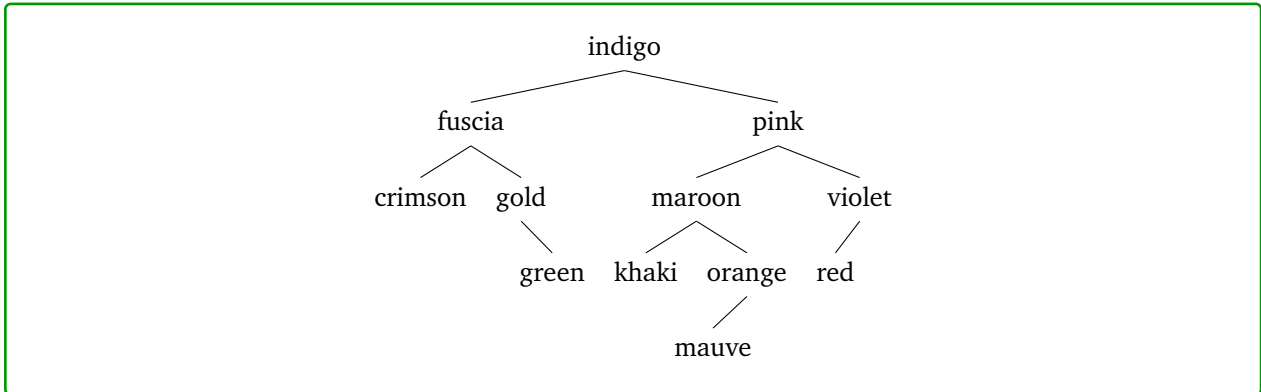 indigo
fuscia pink
crimson gold maroon violet
green khaki orange red
mauve